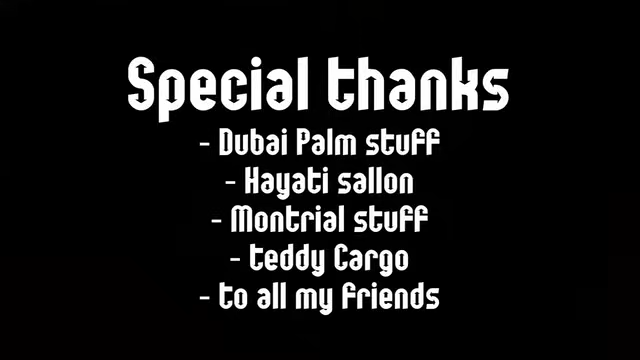 Special thanks
- Dubai Palm stuff
- Hayati sallon
- Montrial stuff
- teddy Cargo
- to all my friends